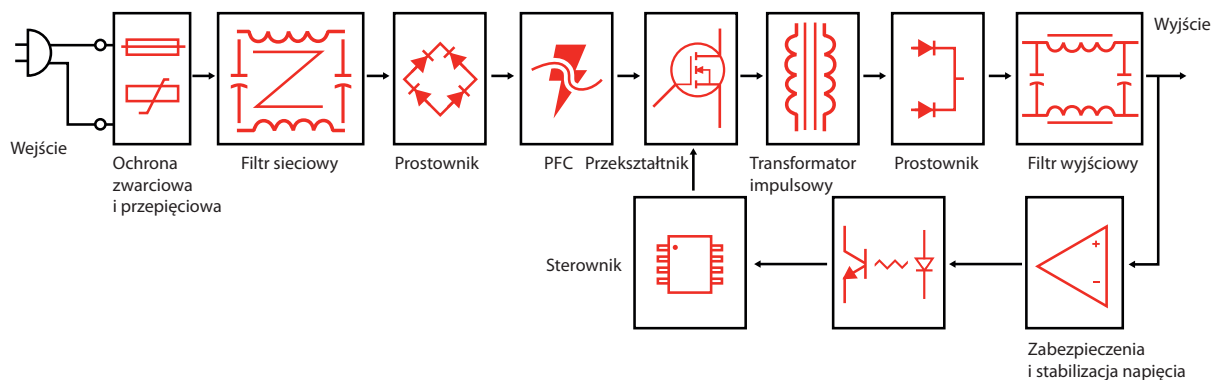 Wyjście
Wejście
Ochrona
zwarciowa
i przepięciowa
Filtr sieciowy
Prostownik
PFC
Przekształtnik
Transformator
impulsowy
Prostownik
Filtr wyjściowy
Sterownik
+
−
Zabezpieczenia
i stabilizacja napięcia